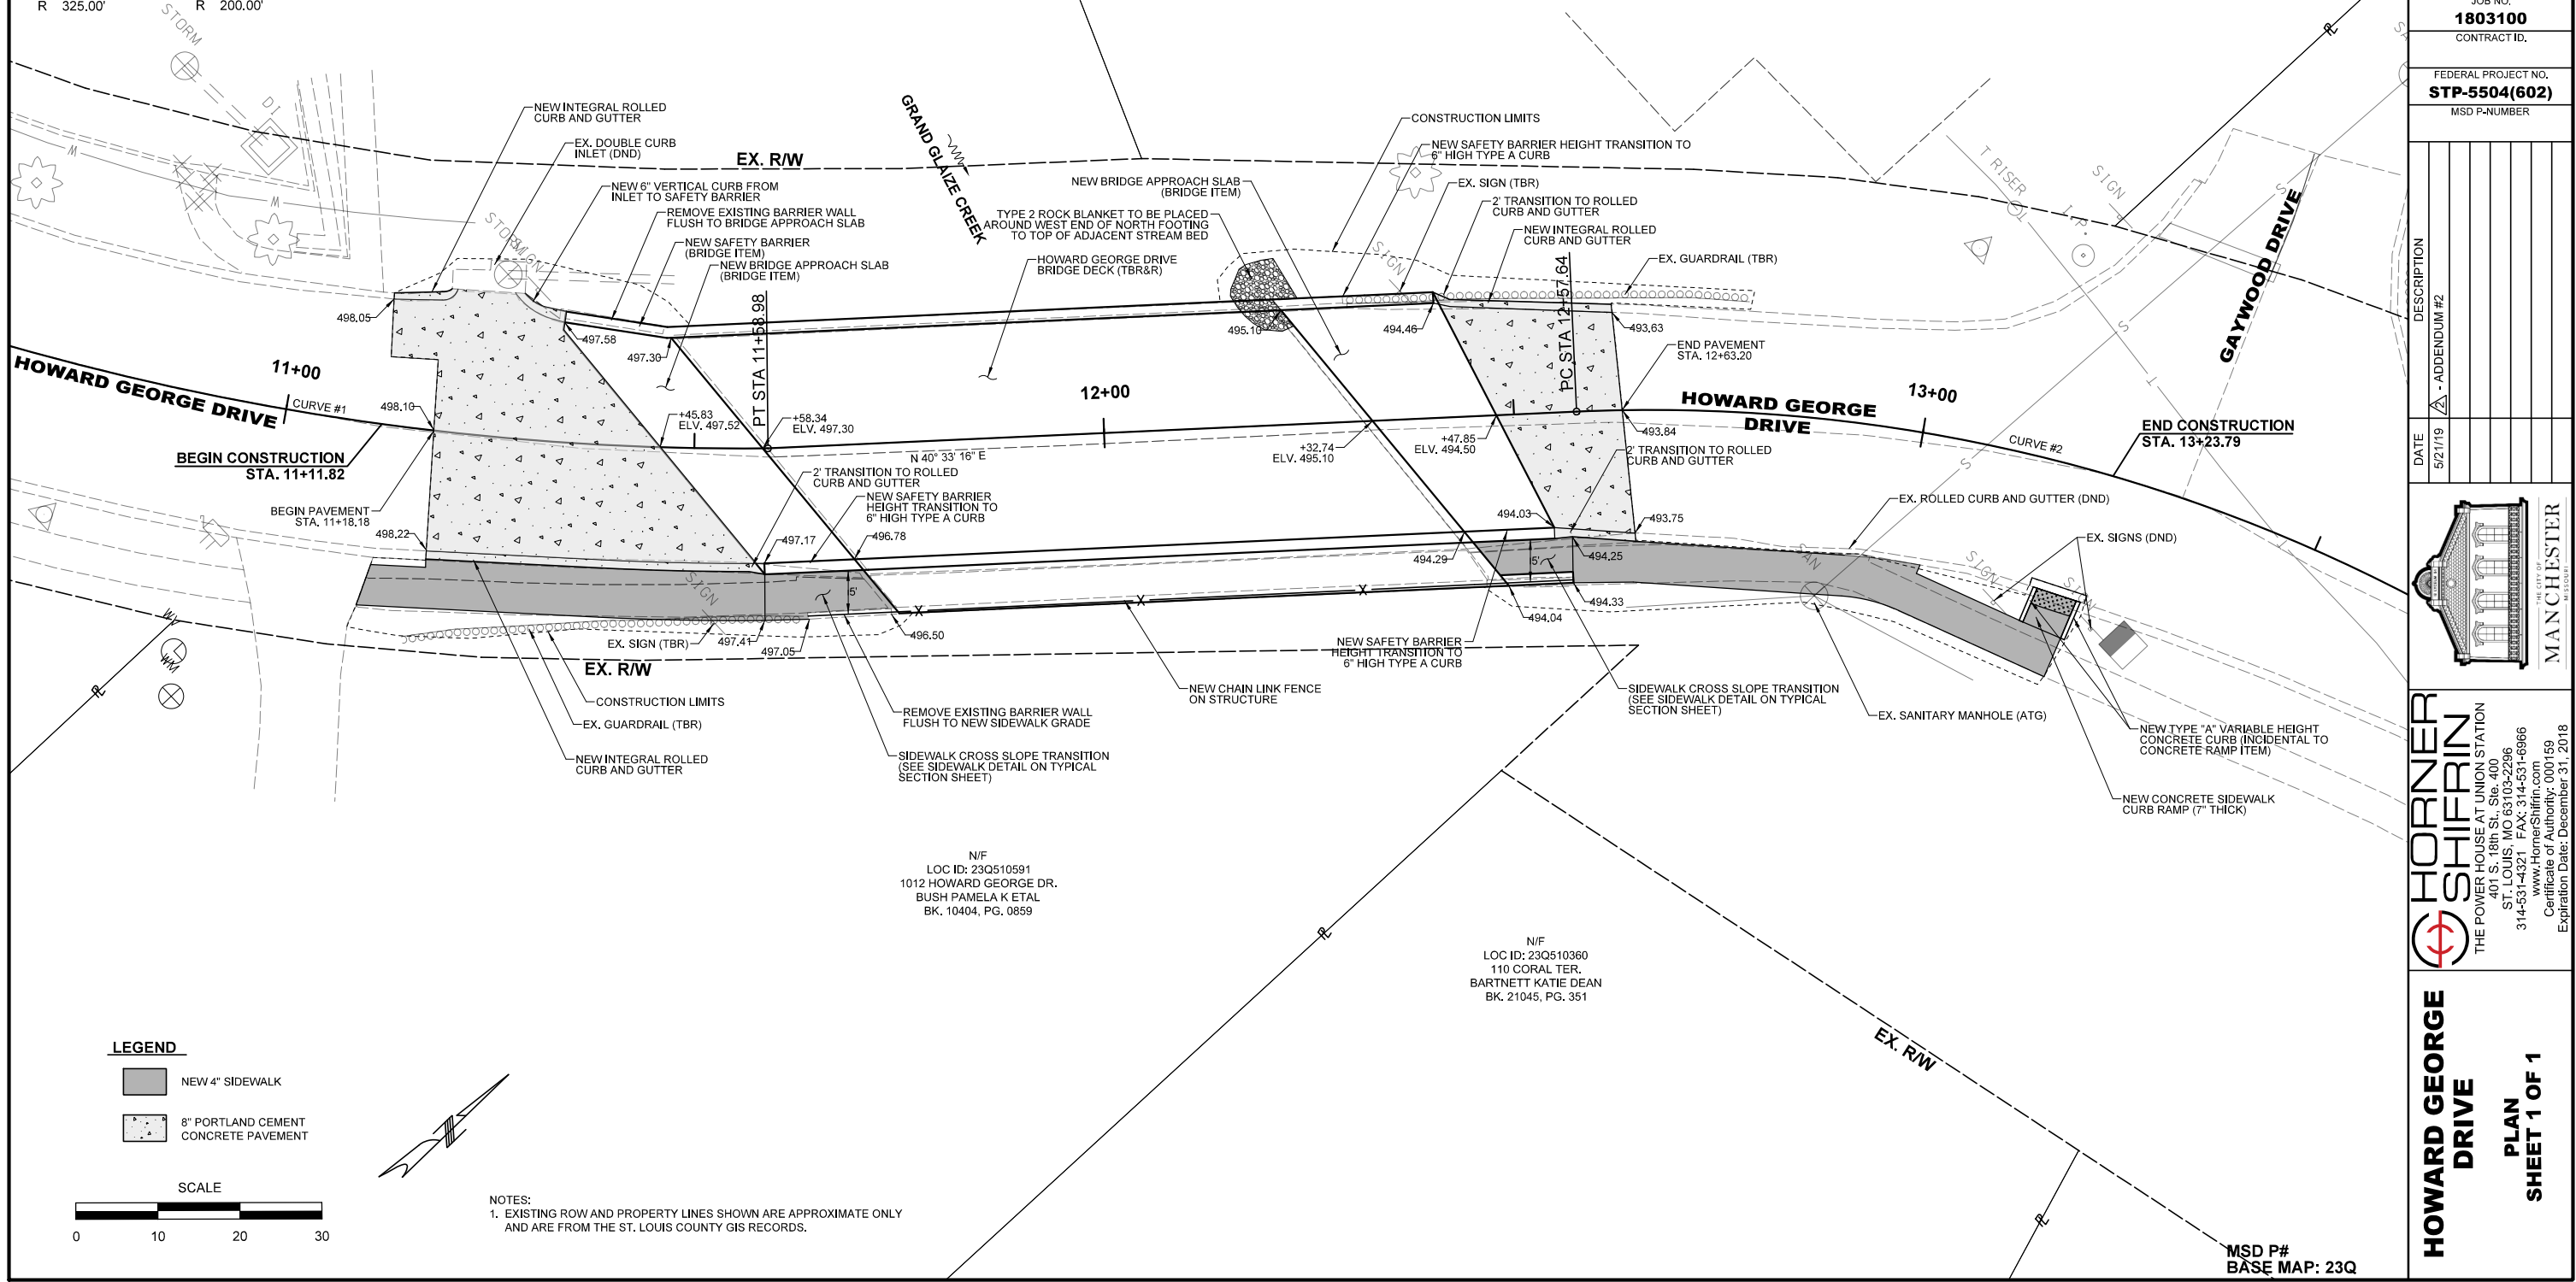 R 325.00'
R 200.00'
STORM
DI
W
W
NEW INTEGRAL ROLLED
CURB AND GUTTER
EX. DOUBLE CURB
INLET (DND)
NEW 6" VERTICAL CURB FROM
INLET TO SAFETY BARRIER
REMOVE EXISTING BARRIER WALL
FLUSH TO BRIDGE APPROACH SLAB
NEW SAFETY BARRIER
(BRIDGE ITEM)
NEW BRIDGE APPROACH SLAB
(BRIDGE ITEM)
STORM
SIGN
EX. R/W
GRAND GLAIZE CREEK
NEW BRIDGE APPROACH SLAB
(BRIDGE ITEM)
TYPE 2 ROCK BLANKET TO BE PLACED
AROUND WEST END OF NORTH FOOTING
TO TOP OF ADJACENT STREAM BED
HOWARD GEORGE DRIVE
BRIDGE DECK (TBR&R)
CONSTRUCTION LIMITS
NEW SAFETY BARRIER HEIGHT TRANSITION TO
6" HIGH TYPE A CURB
EX. SIGN (TBR)
2' TRANSITION TO ROLLED
CURB AND GUTTER
NEW INTEGRAL ROLLED
CURB AND GUTTER
EX. GUARDRAIL (TBR)
SIGN
T RISER
SIGN
L.P.
S
S
S
S
T
PL
GAYWOOD DRIVE
498.05
497.58
497.30
PT STA 11+58.98
495.10
494.46
PC STA 12+57.64
493.63
END PAVEMENT
STA. 12+63.20
HOWARD GEORGE DRIVE
11+00
CURVE #1
498.10
+45.83
ELV. 497.52
+58.34
ELV. 497.30
12+00
N 40° 33' 16" E
+32.74
ELV. 495.10
+47.85
ELV. 494.50
493.84
HOWARD GEORGE
DRIVE
13+00
CURVE #2
END CONSTRUCTION
STA. 13+23.79
BEGIN CONSTRUCTION
STA. 11+11.82
BEGIN PAVEMENT
STA. 11+18.18
498.22
2' TRANSITION TO ROLLED
CURB AND GUTTER
NEW SAFETY BARRIER
HEIGHT TRANSITION TO
6" HIGH TYPE A CURB
2' TRANSITION TO ROLLED
CURB AND GUTTER
EX. ROLLED CURB AND GUTTER (DND)
EX. SIGNS (DND)
497.17
496.78
494.03
493.75
494.29
5'
494.25
SAN
SIGN
SIGN
SIGN
5'
X
X
X
494.33
494.04
496.50
EX. SIGN (TBR)
497.41
497.05
WV
WM
PL
EX. R/W
CONSTRUCTION LIMITS
EX. GUARDRAIL (TBR)
NEW INTEGRAL ROLLED
CURB AND GUTTER
REMOVE EXISTING BARRIER WALL
FLUSH TO NEW SIDEWALK GRADE
SIDEWALK CROSS SLOPE TRANSITION
(SEE SIDEWALK DETAIL ON TYPICAL
SECTION SHEET)
NEW CHAIN LINK FENCE
ON STRUCTURE
NEW SAFETY BARRIER
HEIGHT TRANSITION TO
6" HIGH TYPE A CURB
SIDEWALK CROSS SLOPE TRANSITION
(SEE SIDEWALK DETAIL ON TYPICAL
SECTION SHEET)
EX. SANITARY MANHOLE (ATG)
NEW TYPE "A" VARIABLE HEIGHT
CONCRETE CURB (INCIDENTAL TO
CONCRETE RAMP ITEM)
NEW CONCRETE SIDEWALK
CURB RAMP (7" THICK)
N/F
LOC ID: 23Q510591
1012 HOWARD GEORGE DR.
BUSH PAMELA K ETAL
BK. 10404, PG. 0859
PL
N/F
LOC ID: 23Q510360
110 CORAL TER.
BARTNETT KATIE DEAN
BK. 21045, PG. 351
EX. R/W
PL
LEGEND
NEW 4" SIDEWALK
8" PORTLAND CEMENT
CONCRETE PAVEMENT
SCALE
0 10 20 30
NOTES:
1. EXISTING ROW AND PROPERTY LINES SHOWN ARE APPROXIMATE ONLY
AND ARE FROM THE ST. LOUIS COUNTY GIS RECORDS.
MSD P#
BASE MAP: 23Q
JOB NO.
1803100
CONTRACT ID.
FEDERAL PROJECT NO.
STP-5504(602)
MSD P-NUMBER
DESCRIPTION
2 - ADDENDUM #2
DATE
5/21/19
THE CITY OF
MANCHESTER
MISSOURI
HORNER
SHIFRIN
THE POWER HOUSE AT UNION STATION
401 S. 18th St., Ste. 400
ST. LOUIS, MO 63103-2296
314-531-4321 FAX: 314-531-6966
www.HornerShifrin.com
Certificate of Authority: 000159
Expiration Date: December 31, 2018
HOWARD GEORGE
DRIVE
PLAN
SHEET 1 OF 1